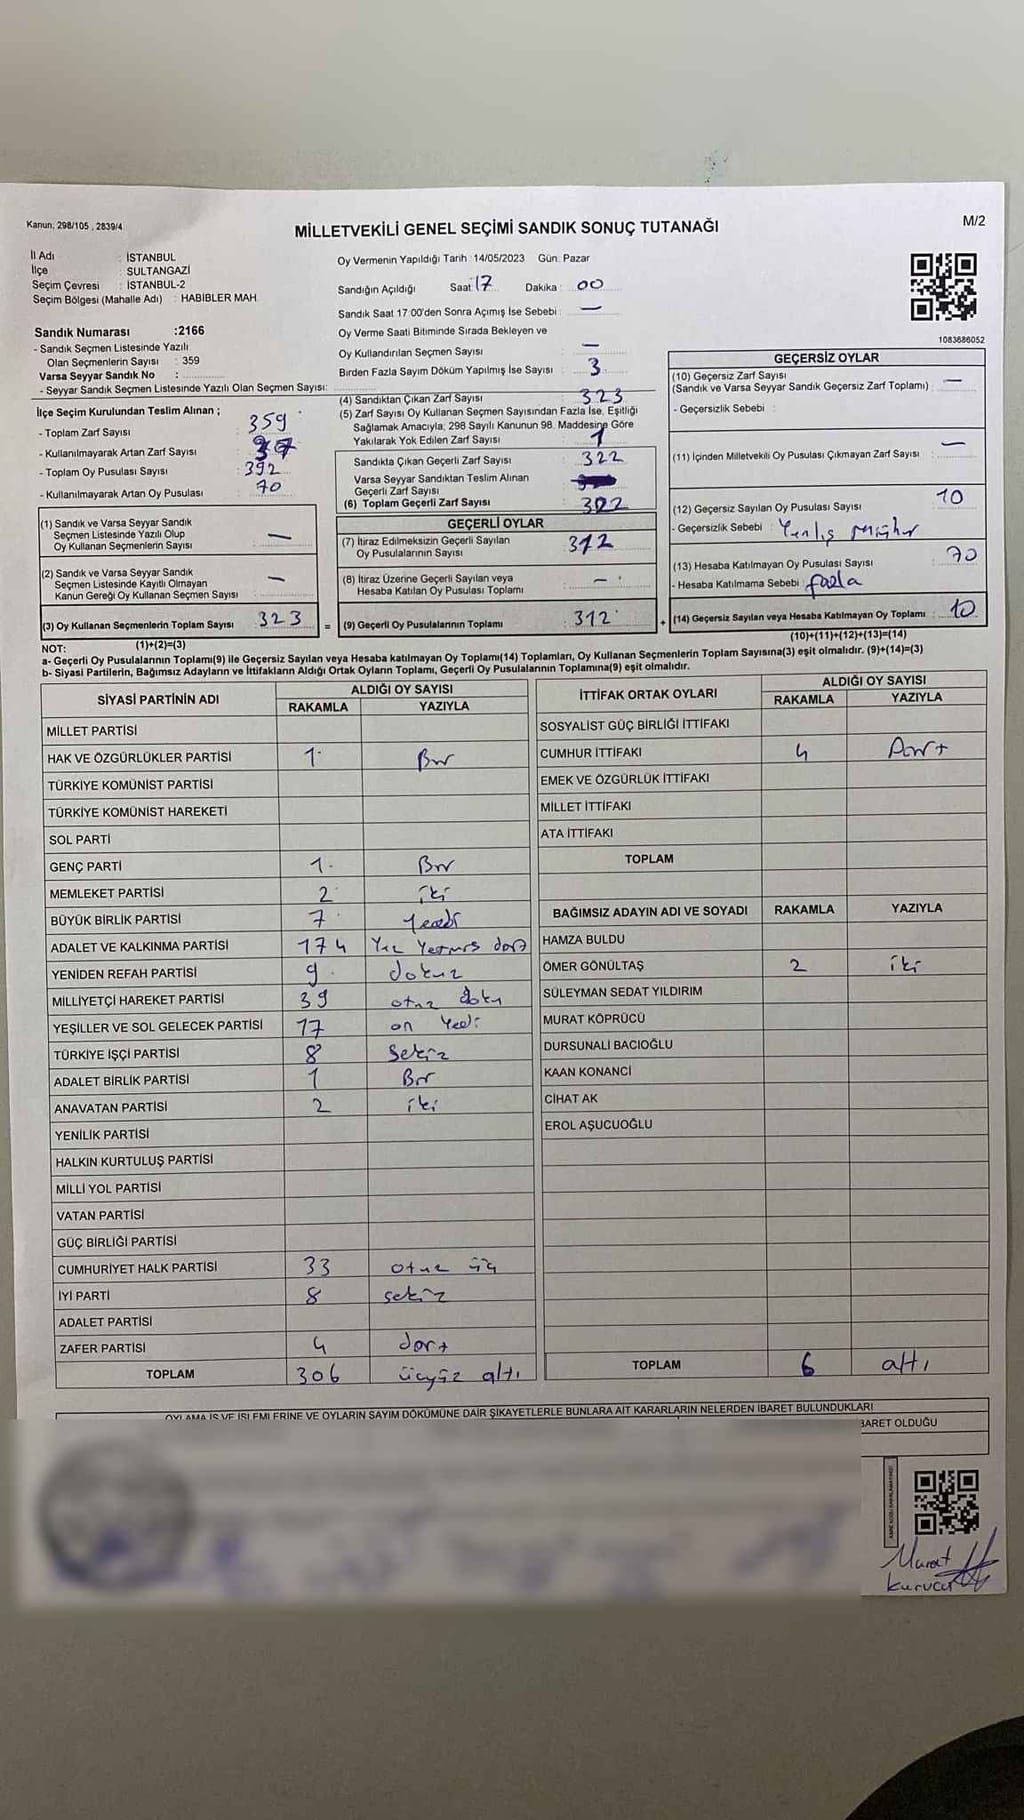 Kanun: 298/105 , 2839/4
MİLLETVEKİLİ GENEL SEÇİMİ SANDIK SONUÇ TUTANAĞI
M/2
İl Adı : İSTANBUL
İlçe : SULTANGAZİ
Seçim Çevresi : İSTANBUL-2
Seçim Bölgesi (Mahalle Adı) : HABİBLER MAH.
Sandık Numarası :2166
- Sandık Seçmen Listesinde Yazılı
Olan Seçmenlerin Sayısı : 359
Varsa Seyyar Sandık No :
- Seyyar Sandık Seçmen Listesinde Yazılı Olan Seçmen Sayısı:
İlçe Seçim Kurulundan Teslim Alınan ;
- Toplam Zarf Sayısı : 359
- Kullanılmayarak Artan Zarf Sayısı :
- Toplam Oy Pusulası Sayısı : 392
- Kullanılmayarak Artan Oy Pusulası : 70
(1) Sandık ve Varsa Seyyar Sandık
Seçmen Listesinde Yazılı Olup
Oy Kullanan Seçmenlerin Sayısı : —
(2) Sandık ve Varsa Seyyar Sandık
Seçmen Listesinde Kayıtlı Olmayan
Kanun Gereği Oy Kullanan Seçmen Sayısı : —
(3) Oy Kullanan Seçmenlerin Toplam Sayısı : 323
(1)+(2)=(3)
Oy Vermenin Yapıldığı Tarih : 14/05/2023 Gün: Pazar
Sandığın Açıldığı Saat: 17 Dakika : 00
Sandık Saat 17:00'den Sonra Açımış İse Sebebi : —
Oy Verme Saati Bitiminde Sırada Bekleyen ve
Oy Kullandırılan Seçmen Sayısı : —
Birden Fazla Sayım Döküm Yapılmış İse Sayısı : 3
(4) Sandıktan Çıkan Zarf Sayısı : 323
(5) Zarf Sayısı Oy Kullanan Seçmen Sayısından Fazla İse, Eşitliği
Sağlamak Amacıyla; 298 Sayılı Kanunun 98. Maddesine Göre
Yakılarak Yok Edilen Zarf Sayısı : 1
Sandıkta Çıkan Geçerli Zarf Sayısı : 322
Varsa Seyyar Sandıktan Teslim Alınan
Geçerli Zarf Sayısı
(6) Toplam Geçerli Zarf Sayısı : 322
GEÇERLİ OYLAR
(7) İtiraz Edilmeksizin Geçerli Sayılan
Oy Pusulalarının Sayısı : 312
(8) İtiraz Üzerine Geçerli Sayılan veya
Hesaba Katılan Oy Pusulası Toplamı : —
= (9) Geçerli Oy Pusulalarının Toplamı : 312
1083686052
GEÇERSİZ OYLAR
(10) Geçersiz Zarf Sayısı
(Sandık ve Varsa Seyyar Sandık Geçersiz Zarf Toplamı) : —
- Geçersizlik Sebebi :
(11) İçinden Milletvekili Oy Pusulası Çıkmayan Zarf Sayısı : —
(12) Geçersiz Sayılan Oy Pusulası Sayısı : 10
- Geçersizlik Sebebi : Yanlış mühür
(13) Hesaba Katılmayan Oy Pusulası Sayısı : 70
- Hesaba Katılmama Sebebi : fazla
+ (14) Geçersiz Sayılan veya Hesaba Katılmayan Oy Toplamı : 10
(10)+(11)+(12)+(13)=(14)
NOT:
a- Geçerli Oy Pusulalarının Toplamı(9) ile Geçersiz Sayılan veya Hesaba katılmayan Oy Toplamı(14) Toplamları, Oy Kullanan Seçmenlerin Toplam Sayısına(3) eşit olmalıdır. (9)+(14)=(3)
b- Siyasi Partilerin, Bağımsız Adayların ve İttifakların Aldığı Ortak Oyların Toplamı, Geçerli Oy Pusulalarının Toplamına(9) eşit olmalıdır.
SİYASİ PARTİNİN ADI ALDIĞI OY SAYISI
RAKAMLA YAZIYLA
MİLLET PARTİSİ
HAK VE ÖZGÜRLÜKLER PARTİSİ 1 Bir
TÜRKİYE KOMÜNİST PARTİSİ
TÜRKİYE KOMÜNİST HAREKETİ
SOL PARTİ
GENÇ PARTİ 1 Bir
MEMLEKET PARTİSİ 2 iki
BÜYÜK BİRLİK PARTİSİ 7
ADALET VE KALKINMA PARTİSİ 174
YENİDEN REFAH PARTİSİ 9 dokuz
MİLLİYETÇİ HAREKET PARTİSİ 39 otuz
YEŞİLLER VE SOL GELECEK PARTİSİ 17 on Yedi
TÜRKİYE İŞÇİ PARTİSİ 8 Sekiz
ADALET BİRLİK PARTİSİ 1 Bir
ANAVATAN PARTİSİ 2 iki
YENİLİK PARTİSİ
HALKIN KURTULUŞ PARTİSİ
MİLLİ YOL PARTİSİ
VATAN PARTİSİ
GÜÇ BİRLİĞİ PARTİSİ
CUMHURİYET HALK PARTİSİ 33 otuz üç
İYİ PARTİ 8 sekiz
ADALET PARTİSİ
ZAFER PARTİSİ 4 dört
TOPLAM 306 üçyüz altı
İTTİFAK ORTAK OYLARI ALDIĞI OY SAYISI
RAKAMLA YAZIYLA
SOSYALİST GÜÇ BİRLİĞİ İTTİFAKI
CUMHUR İTTİFAKI 4 Dört
EMEK VE ÖZGÜRLÜK İTTİFAKI
MİLLET İTTİFAKI
ATA İTTİFAKI
TOPLAM
BAĞIMSIZ ADAYIN ADI VE SOYADI RAKAMLA YAZIYLA
HAMZA BULDU
ÖMER GÖNÜLTAŞ 2 iki
SÜLEYMAN SEDAT YILDIRIM
MURAT KÖPRÜCÜ
DURSUNALİ BACIOĞLU
KAAN KONANCİ
CİHAT AK
EROL AŞUCUOĞLU
TOPLAM 6 altı
OYLAMA İŞ VE İŞLEMLERİNE VE OYLARIN SAYIM DÖKÜMÜNE DAİR ŞİKAYETLERLE BUNLARA AİT KARARLARIN NELERDEN İBARET BULUNDUKLARI
BARET OLDUĞU
Murat
Kurucu